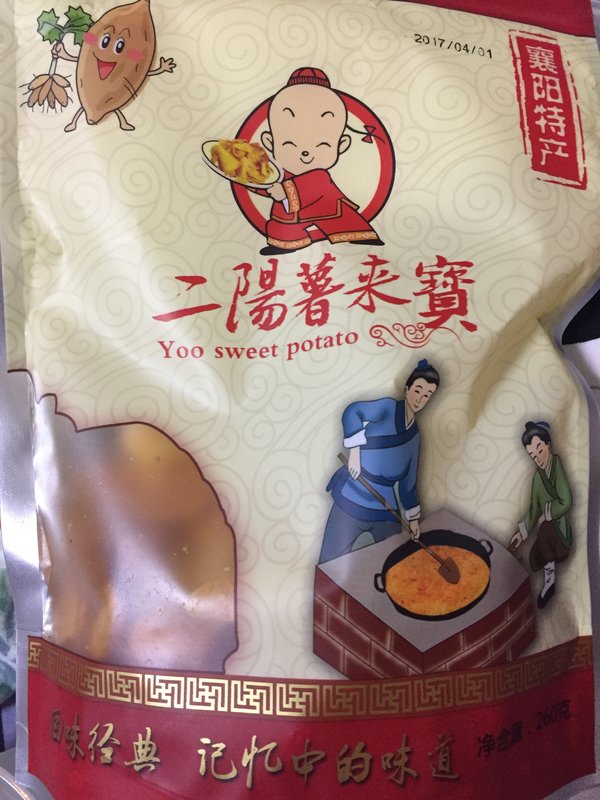 2017/04/01
襄阳特产
二陽薯来寶
Yoo sweet potato
回味经典 记忆中的味道
净含量：260克